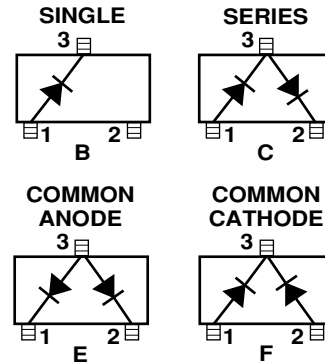 SINGLE
3
1 2
B
SERIES
3
1 2
C
COMMON
ANODE
3
1 2
E
COMMON
CATHODE
3
1 2
F